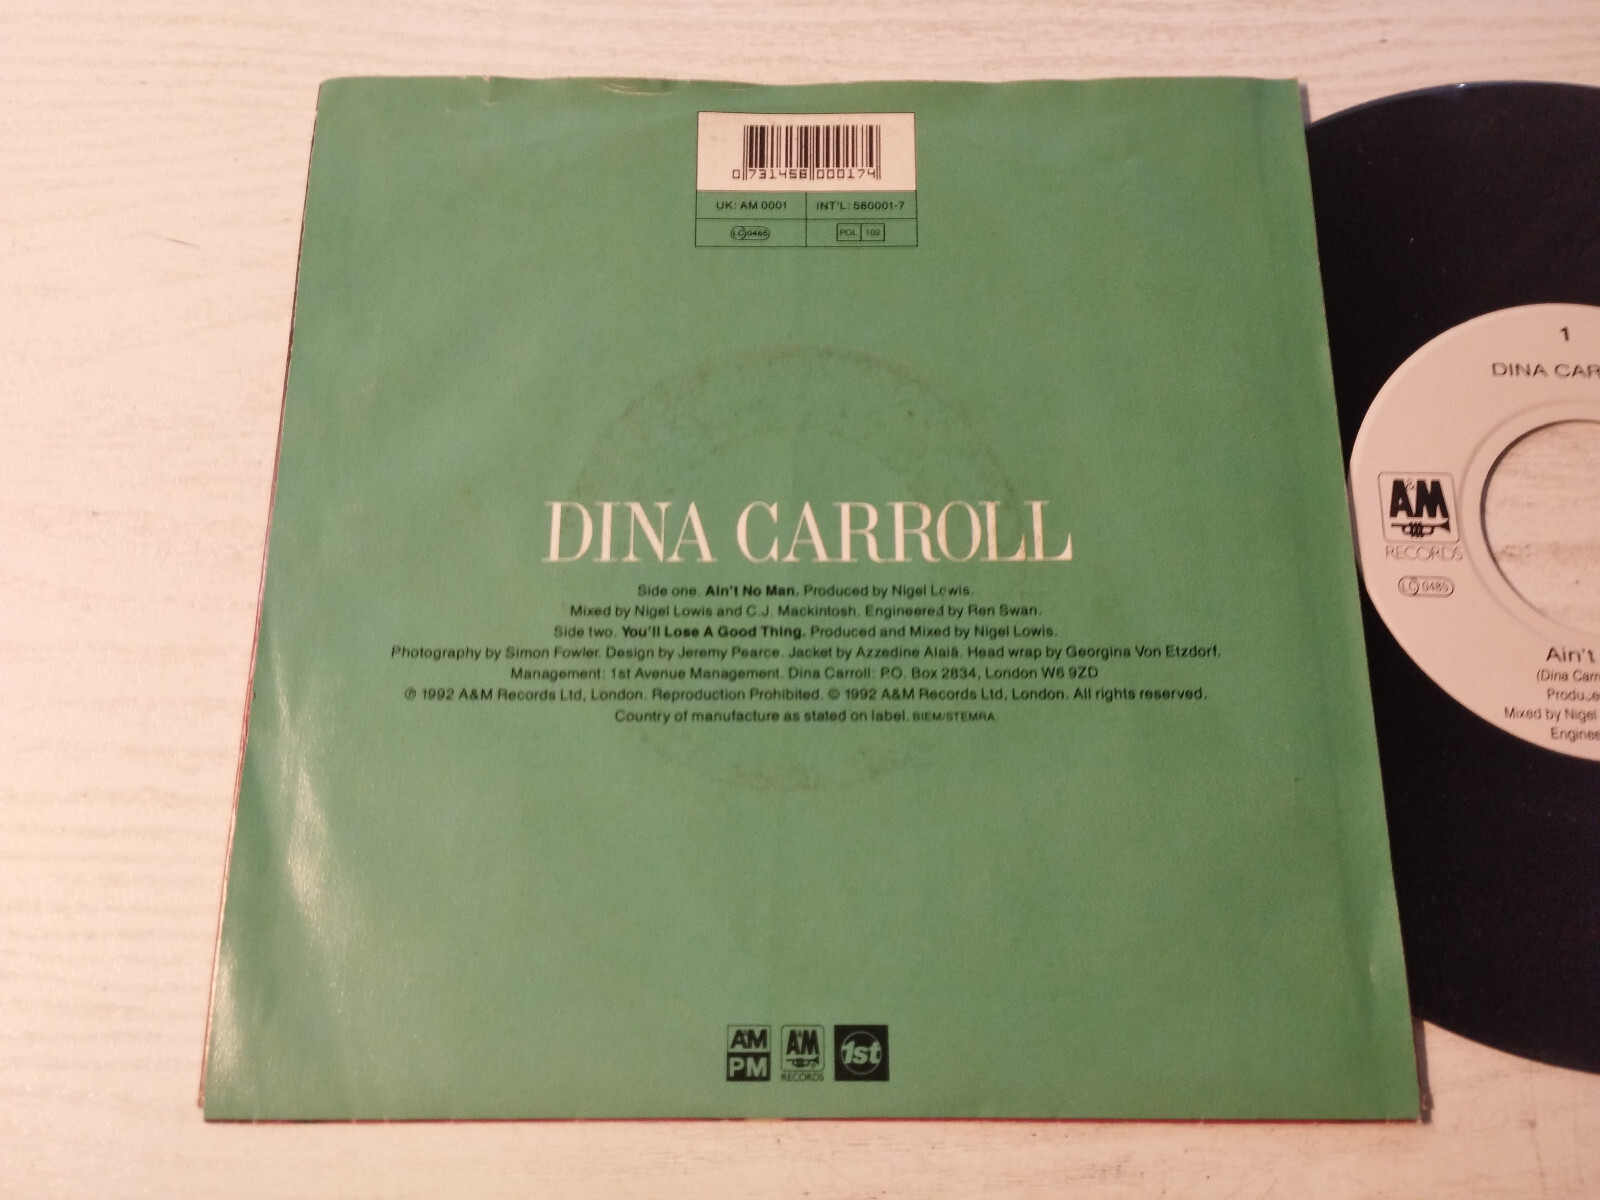 0 731458 000174
UK: AM 0001
INT'L: 580001-7
LC 0485
POL 102
DINA CARROLL
Side one. Ain't No Man. Produced by Nigel Lowis.
Mixed by Nigel Lowis and C.J. Mackintosh. Engineered by Ren Swan.
Side two. You'll Lose A Good Thing. Produced and Mixed by Nigel Lowis.
Photography by Simon Fowler. Design by Jeremy Pearce. Jacket by Azzedine Alaïa. Head wrap by Georgina Von Etzdorf.
Management: 1st Avenue Management. Dina Carroll: P.O. Box 2834, London W6 9ZD
℗ 1992 A&M Records Ltd, London. Reproduction Prohibited. © 1992 A&M Records Ltd, London. All rights reserved.
Country of manufacture as stated on label. BIEM/STEMRA.
A&M PM
A&M RECORDS
1st
1
DINA CAR
A&M
RECORDS
LC 0485
Ain't
(Dina Carr
Produce
Mixed by Nigel
Enginee